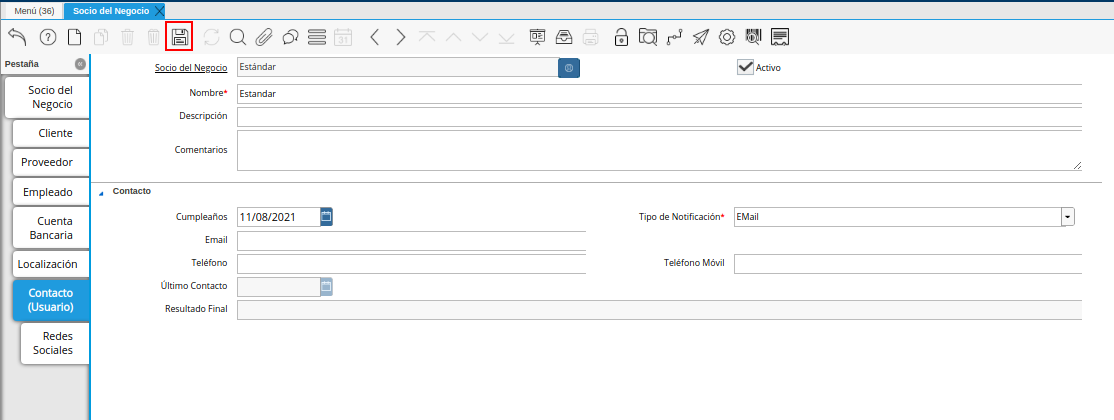 Menú (36) Socio del Negocio
31
Pestaña
Socio del Negocio
Cliente
Proveedor
Empleado
Cuenta Bancaria
Localización
Contacto (Usuario)
Redes Sociales
Socio del Negocio Estándar Activo
Nombre* Estandar
Descripción
Comentarios
Contacto
Cumpleaños 11/08/2021 Tipo de Notificación* EMail
Email
Teléfono Teléfono Móvil
Último Contacto
Resultado Final